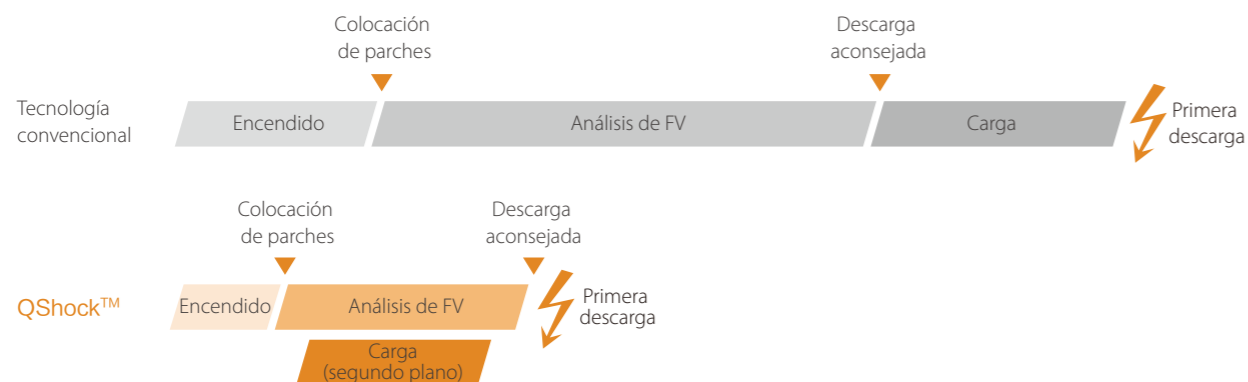 Colocación
de parches
Descarga
aconsejada
Tecnología
convencional
Encendido
Análisis de FV
Carga
Primera
descarga
Colocación
de parches
Descarga
aconsejada
QShock™
Encendido
Análisis de FV
Primera
descarga
Carga
(segundo plano)